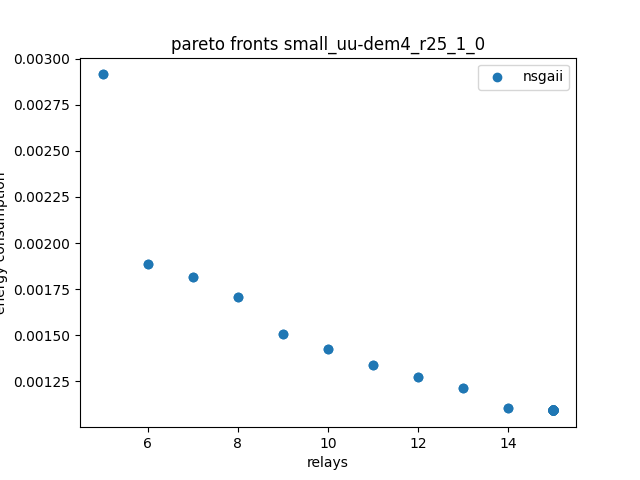 pareto fronts small_uu-dem4_r25_1_0
nsgaii
0.00300
0.00275
0.00250
0.00225
0.00200
0.00175
0.00150
0.00125
energy consumption
6 8 10 12 14
relays